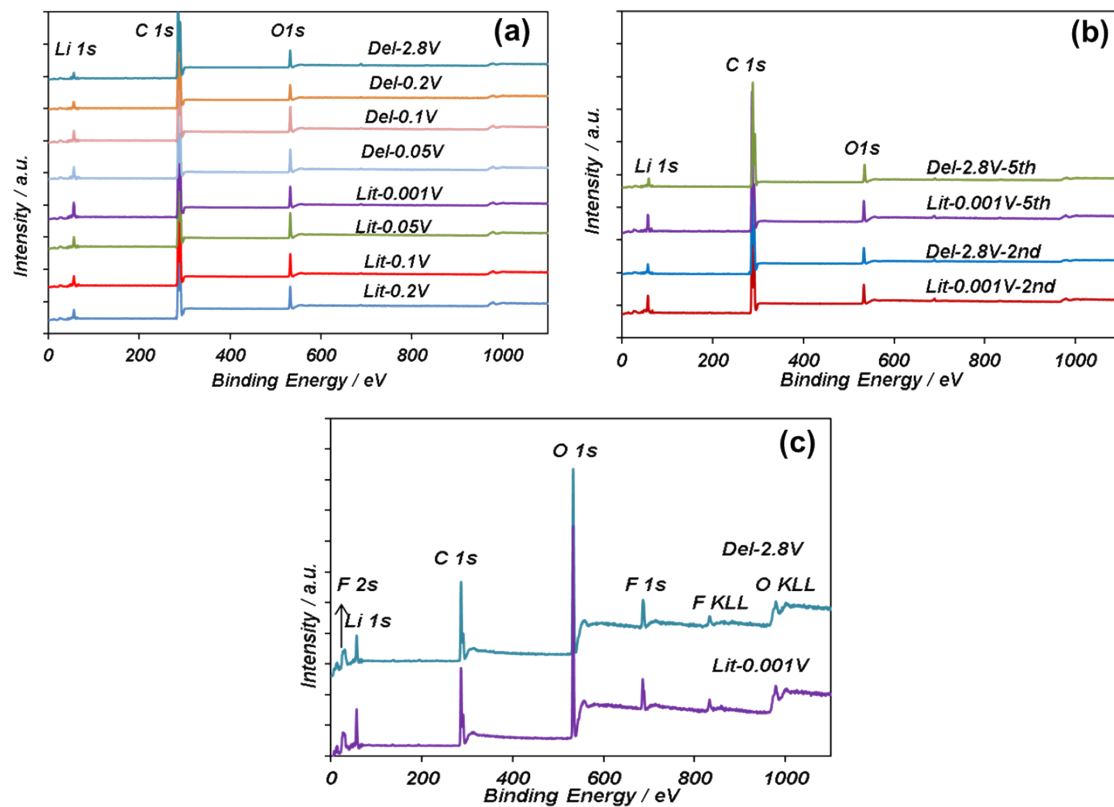 (a)
Li 1s
C 1s
O1s
Del-2.8V
Del-0.2V
Del-0.1V
Del-0.05V
Lit-0.001V
Lit-0.05V
Lit-0.1V
Lit-0.2V
Intensity / a.u.
0 200 400 600 800 1000
Binding Energy / eV
(b)
C 1s
Li 1s
O1s
Del-2.8V-5th
Lit-0.001V-5th
Del-2.8V-2nd
Lit-0.001V-2nd
Intensity / a.u.
0 200 400 600 800 1000
Binding Energy / eV
(c)
O 1s
C 1s
Del-2.8V
F 2s
F 1s
F KLL
O KLL
Li 1s
Lit-0.001V
Intensity / a.u.
0 200 400 600 800 1000
Binding Energy / eV